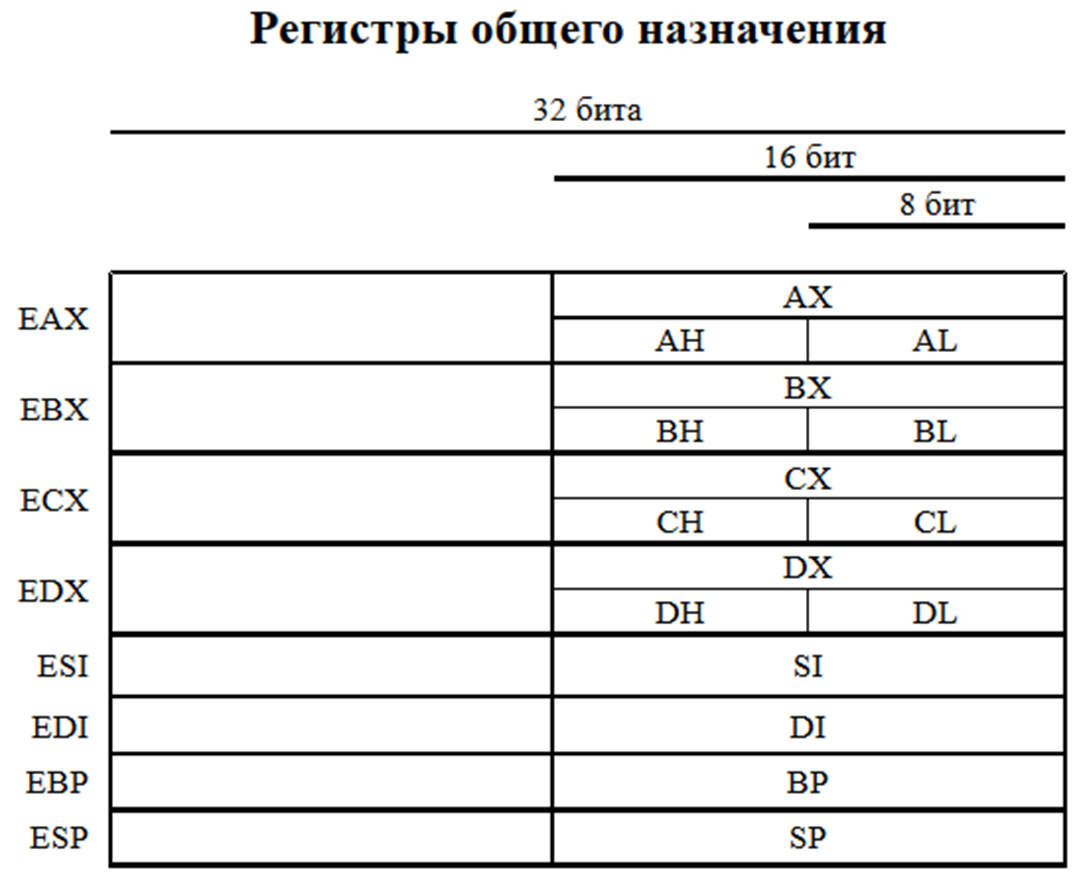 Регистры общего назначения
32 бита
16 бит
8 бит
EAX
AX
AH AL
EBX
BX
BH BL
ECX
CX
CH CL
EDX
DX
DH DL
ESI SI
EDI DI
EBP BP
ESP SP